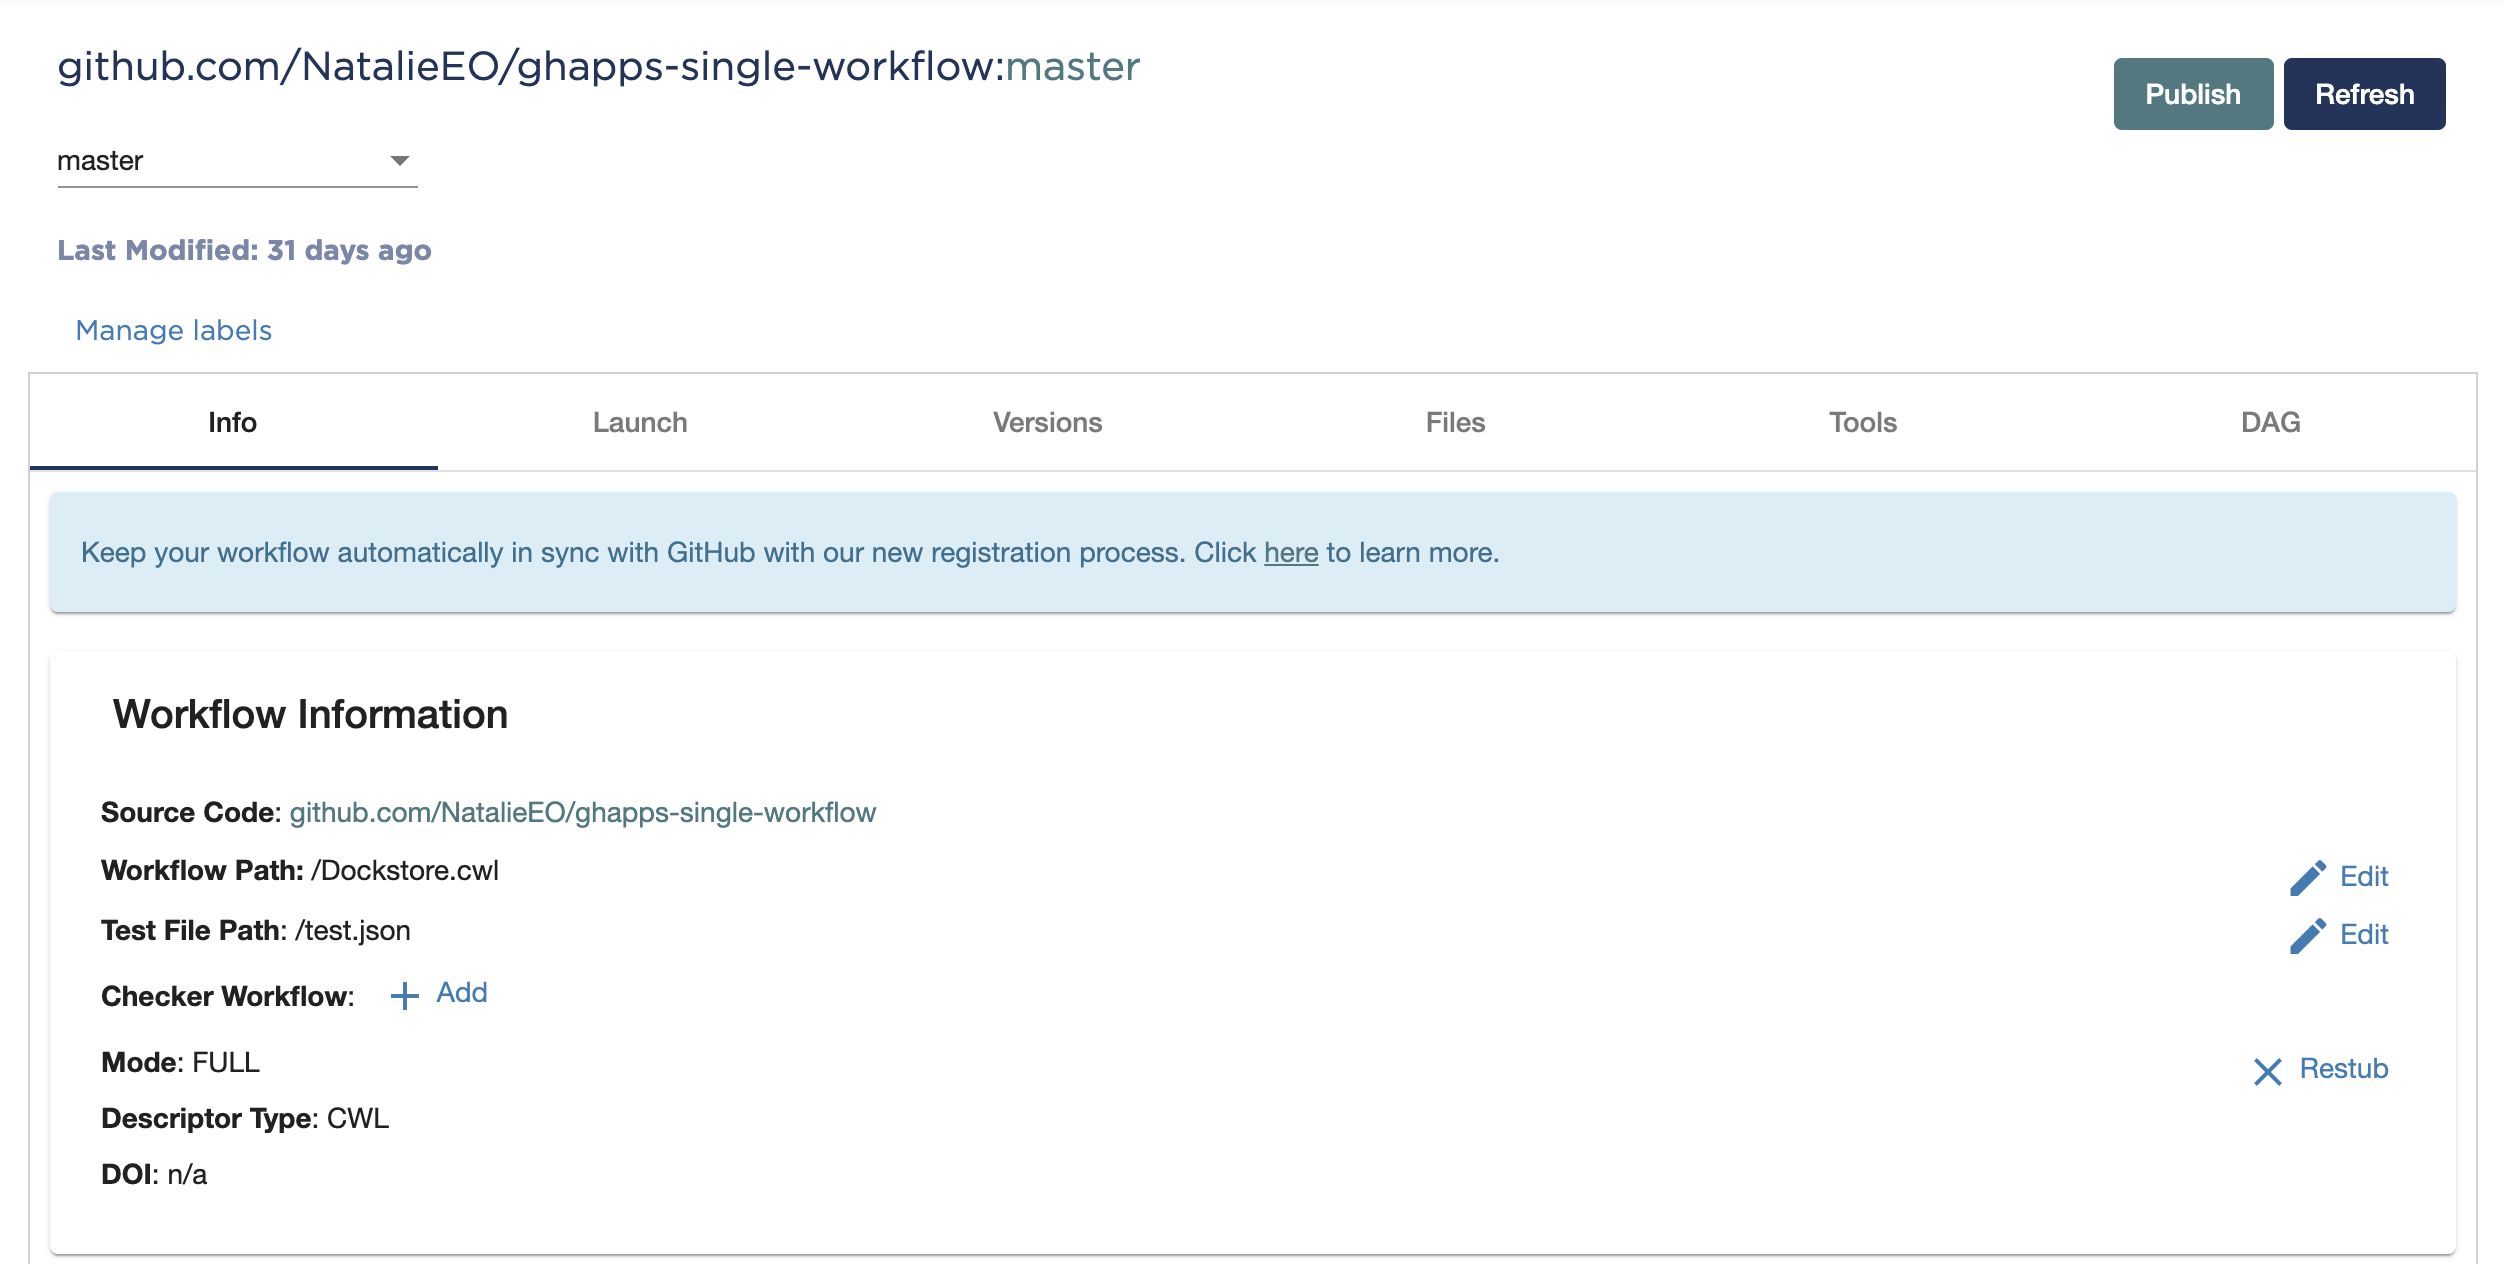 github.com/NatalieEO/ghapps-single-workflow:master
Publish
Refresh
master
Last Modified: 31 days ago
Manage labels
Info
Launch
Versions
Files
Tools
DAG
Keep your workflow automatically in sync with GitHub with our new registration process. Click here to learn more.
Workflow Information
Source Code: github.com/NatalieEO/ghapps-single-workflow
Workflow Path: /Dockstore.cwl
Edit
Test File Path: /test.json
Edit
Checker Workflow: Add
Mode: FULL
Restub
Descriptor Type: CWL
DOI: n/a